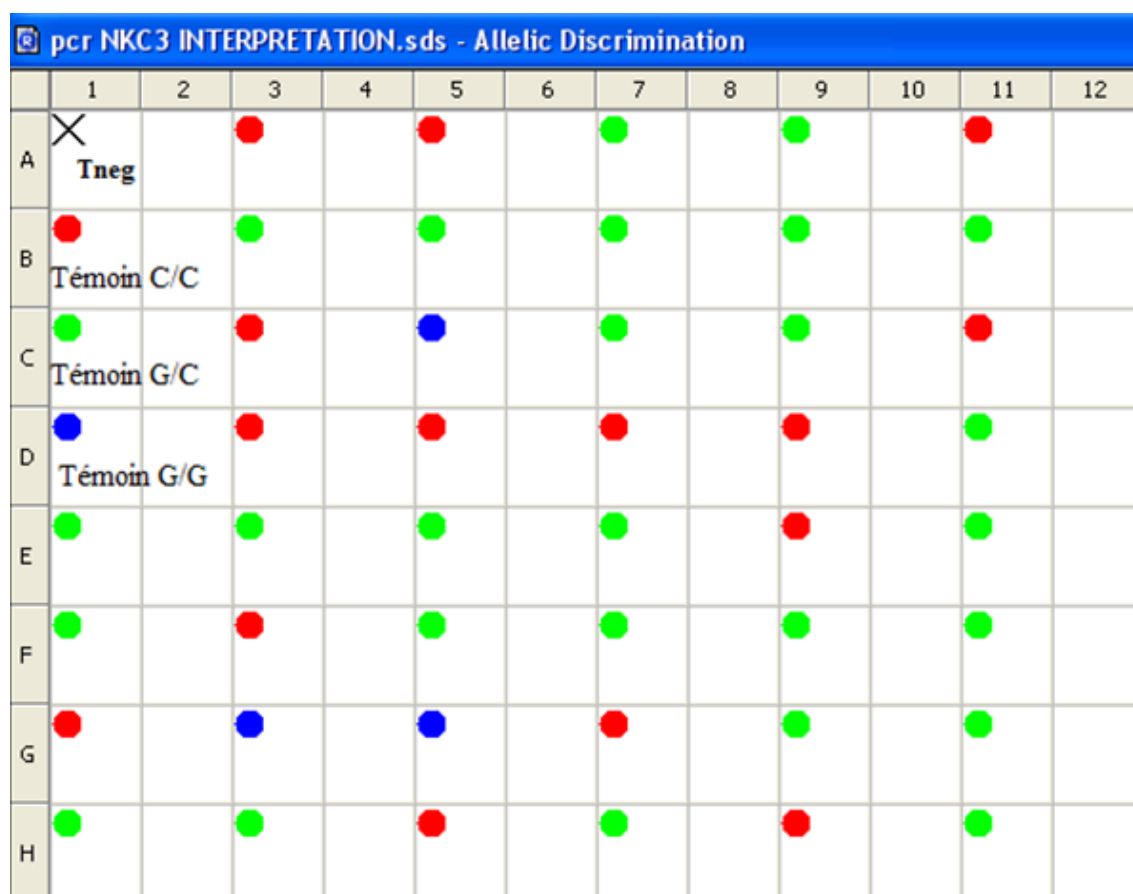 pcr NKC3 INTERPRETATION.sds - Allelic Discrimination
1 2 3 4 5 6 7 8 9 10 11 12
A
Tneg
B
Témoin C/C
C
Témoin G/C
D
Témoin G/G
E
F
G
H